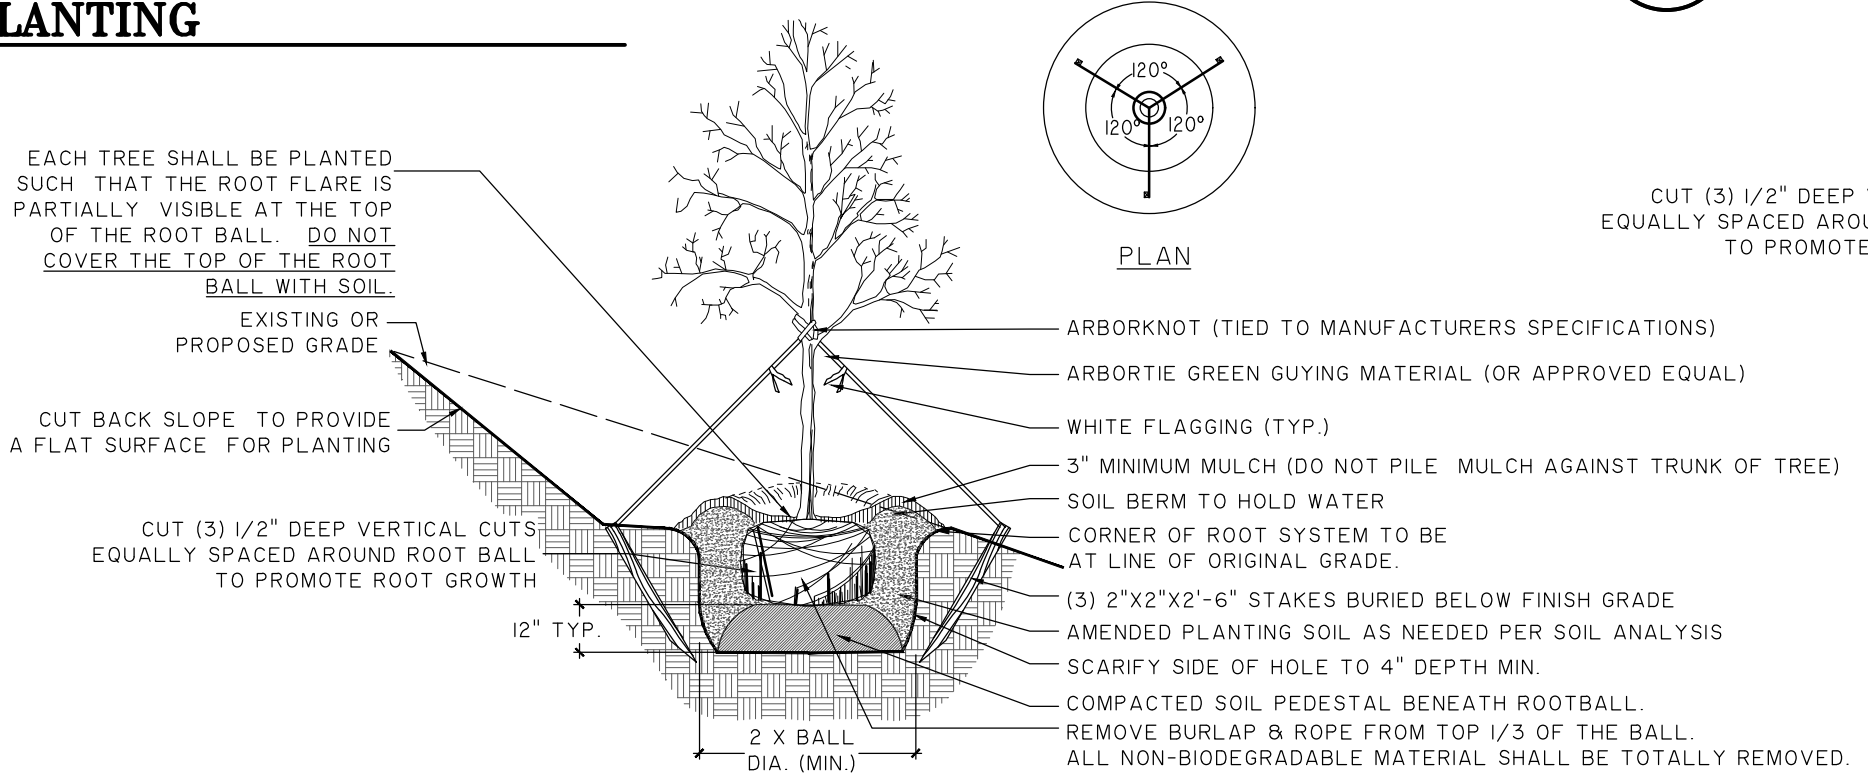 LANTING
EACH TREE SHALL BE PLANTED
SUCH THAT THE ROOT FLARE IS
PARTIALLY VISIBLE AT THE TOP
OF THE ROOT BALL. DO NOT
COVER THE TOP OF THE ROOT
BALL WITH SOIL.
EXISTING OR
PROPOSED GRADE
CUT BACK SLOPE TO PROVIDE
A FLAT SURFACE FOR PLANTING
CUT (3) 1/2" DEEP VERTICAL CUTS
EQUALLY SPACED AROUND ROOT BALL
TO PROMOTE ROOT GROWTH
12" TYP.
2 X BALL
DIA. (MIN.)
120°
120°
120°
PLAN
ARBORKNOT (TIED TO MANUFACTURERS SPECIFICATIONS)
ARBORTIE GREEN GUYING MATERIAL (OR APPROVED EQUAL)
WHITE FLAGGING (TYP.)
3" MINIMUM MULCH (DO NOT PILE MULCH AGAINST TRUNK OF TREE)
SOIL BERM TO HOLD WATER
CORNER OF ROOT SYSTEM TO BE
AT LINE OF ORIGINAL GRADE.
(3) 2"X2"X2'-6" STAKES BURIED BELOW FINISH GRADE
AMENDED PLANTING SOIL AS NEEDED PER SOIL ANALYSIS
SCARIFY SIDE OF HOLE TO 4" DEPTH MIN.
COMPACTED SOIL PEDESTAL BENEATH ROOTBALL.
REMOVE BURLAP & ROPE FROM TOP 1/3 OF THE BALL.
ALL NON-BIODEGRADABLE MATERIAL SHALL BE TOTALLY REMOVED.
CUT (3) 1/2" DEEP
EQUALLY SPACED AROU
TO PROMOTE